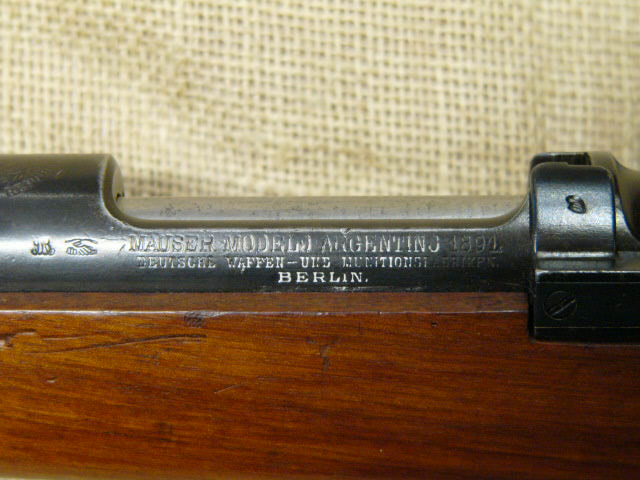 MAUSER MODELO ARGENTINO 1891
DEUTSCHE WAFFEN-UND MUNITIONSFABRIKEN.
BERLIN.